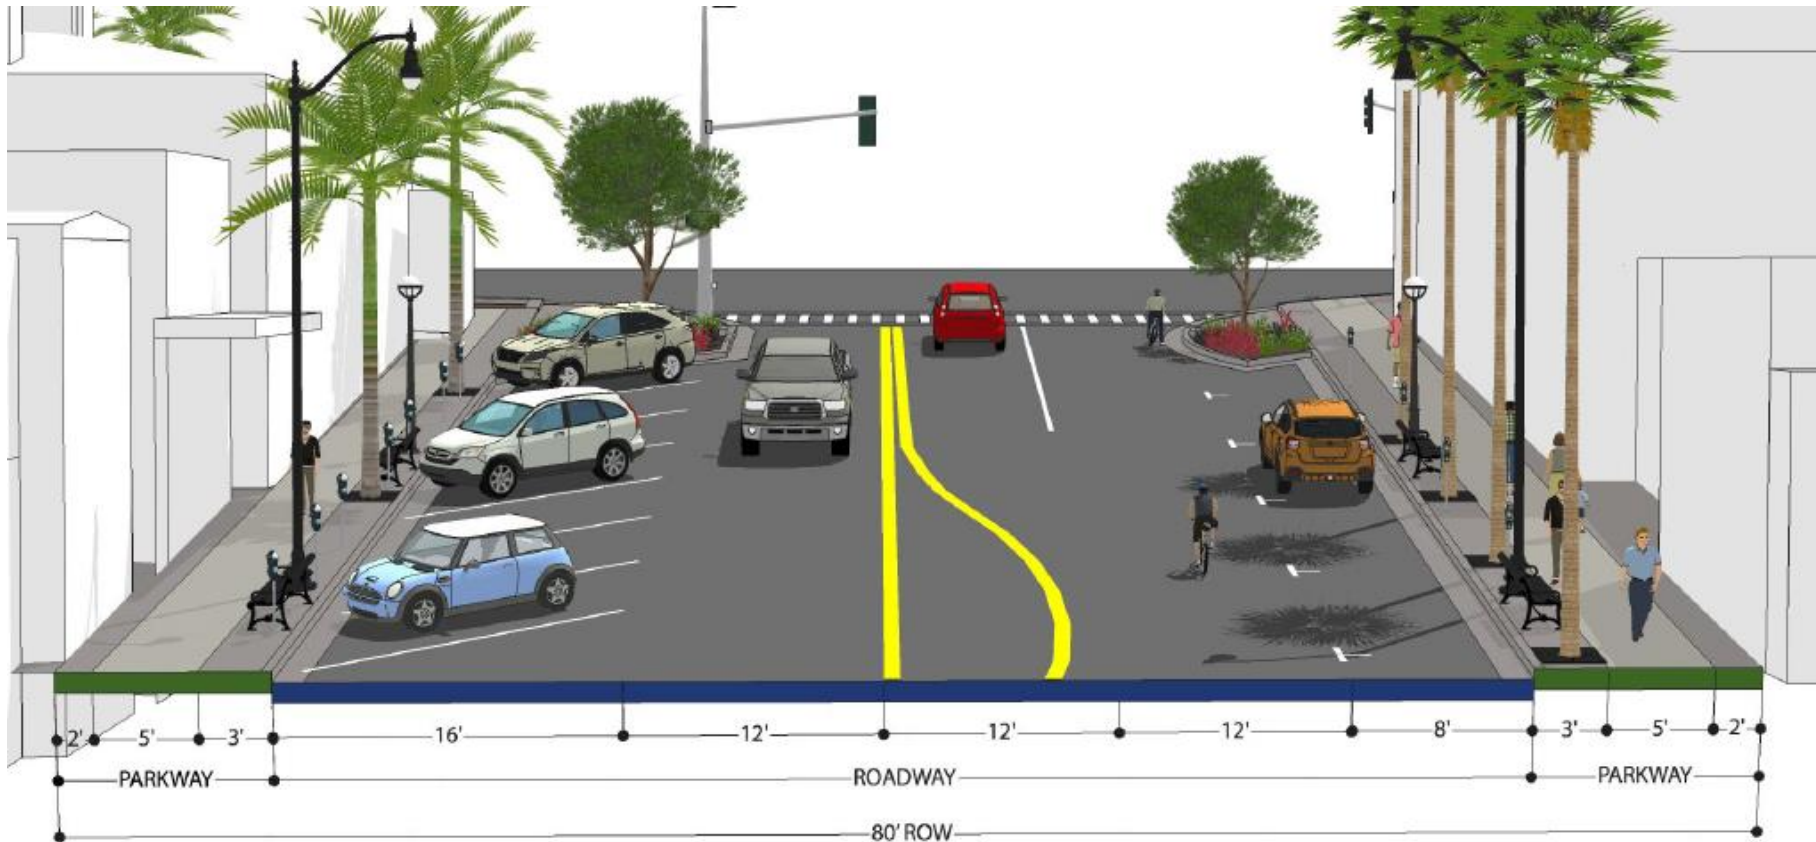 2' 5' 3' 16' 12' 12' 12' 8' 3' 5' 2'
PARKWAY ROADWAY PARKWAY
80' ROW